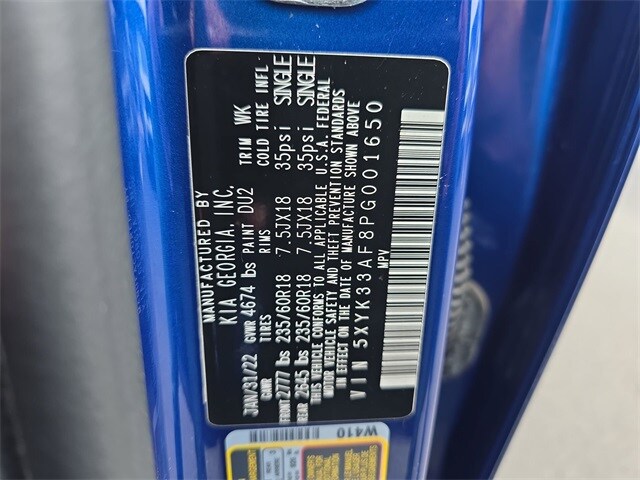 MANUFACTURED BY
KIA GEORGIA, INC.
JAN/31/22 GVWR 4674 lbs PAINT DU2 TRIM WK
GAWR TIRES RIMS COLD TIRE INFL
FRONT 2777 lbs 235/60R18 7.5JX18 35psi SINGLE
REAR 2645 lbs 235/60R18 7.5JX18 35psi SINGLE
THIS VEHICLE CONFORMS TO ALL APPLICABLE U.S.A. FEDERAL
MOTOR VEHICLE SAFETY AND THEFT PREVENTION STANDARDS
IN EFFECT ON THE DATE OF MANUFACTURE SHOWN ABOVE
VIN 5XYK33AF8PG001650
MPV
W410